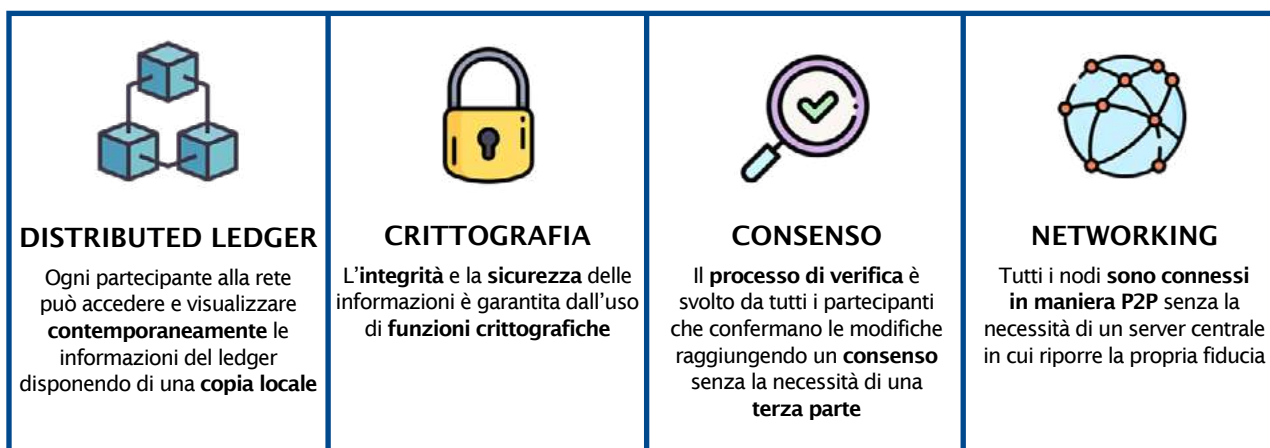 DISTRIBUTED LEDGER
Ogni partecipante alla rete
può accedere e visualizzare
contemporaneamente le
informazioni del ledger
disponendo di una copia locale
CRITTOGRAFIA
L'integrità e la sicurezza delle
informazioni è garantita dall'uso
di funzioni crittografiche
CONSENSO
Il processo di verifica è
svolto da tutti i partecipanti
che confermano le modifiche
raggiungendo un consenso
senza la necessità di una
terza parte
NETWORKING
Tutti i nodi sono connessi
in maniera P2P senza la
necessità di un server centrale
in cui riporre la propria fiducia